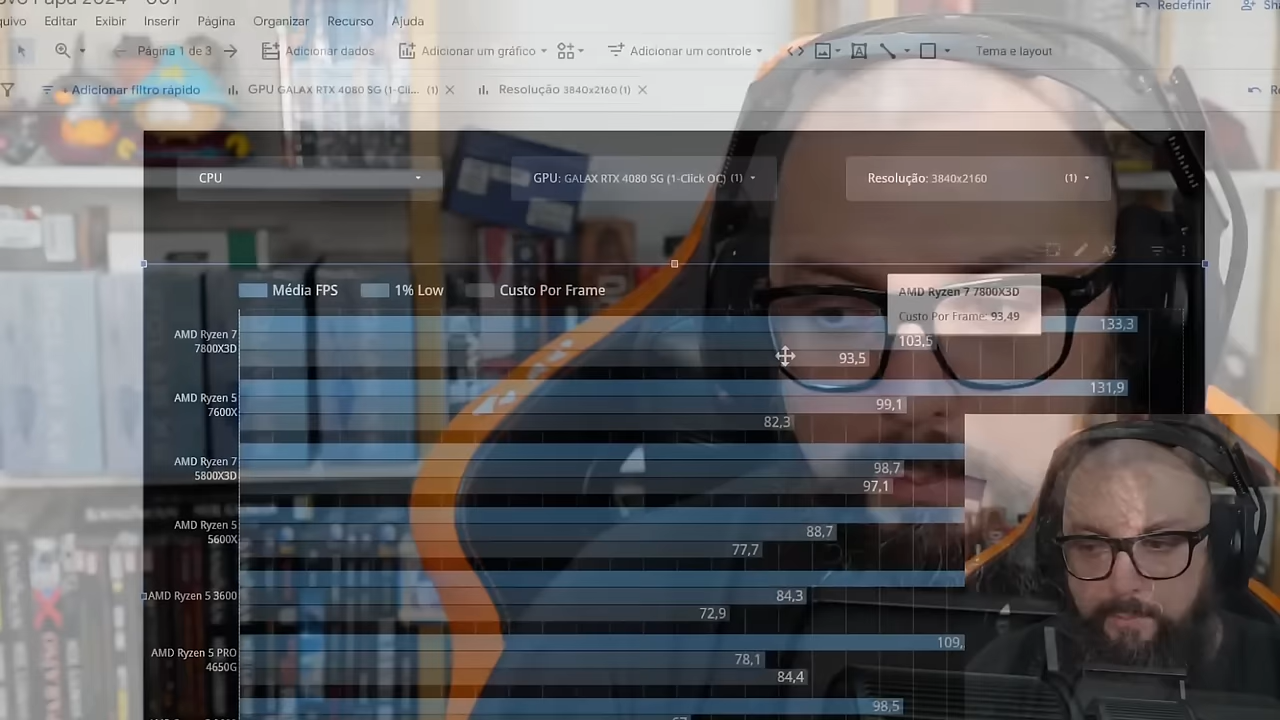 Redefinir
Editar Exibir Inserir Página Organizar Recurso Ajuda
Página 1 de 3 Adicionar dados Adicionar um gráfico Adicionar um controle Tema e layout
Adicionar filtro rápido GPU GALAX RTX 4080 SG (1-Cli... (1) Resolução 3840x2160 (1)
CPU GPU: GALAX RTX 4080 SG (1-Click OC) (1) Resolução: 3840x2160 (1)
Média FPS 1% Low Custo Por Frame
AMD Ryzen 7 7800X3D
Custo Por Frame: 93,49
AMD Ryzen 7
7800X3D
133,3
103,5
93,5
AMD Ryzen 5
7600X
131,9
99,1
82,3
AMD Ryzen 7
5800X3D
98,7
97,1
AMD Ryzen 5
5600X
88,7
77,7
AMD Ryzen 5 3600
84,3
72,9
AMD Ryzen 5 PRO
4650G
109,
78,1
84,4
98,5